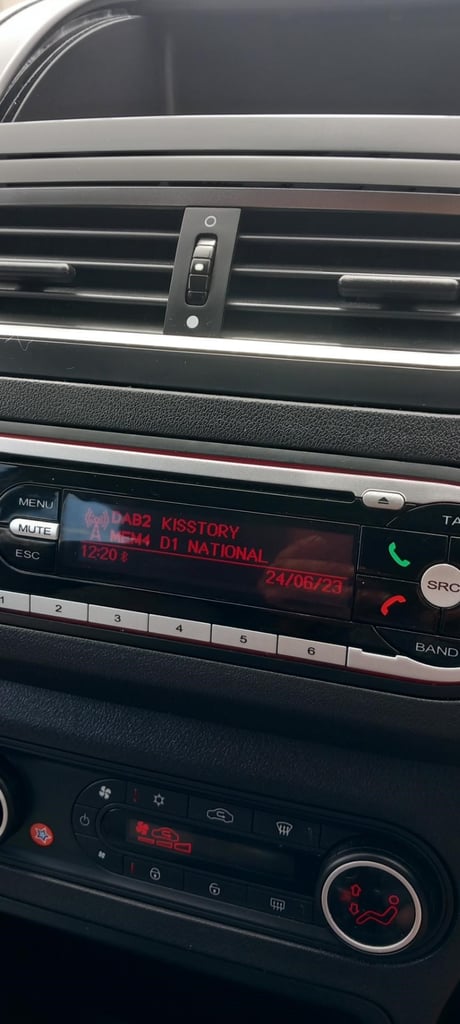 MENU
MUTE
ESC
DAB2 KISSTORY
MEM4 D1 NATIONAL
12:20
24/06/23
TA
SRC
BAND
1 2 3 4 5 6